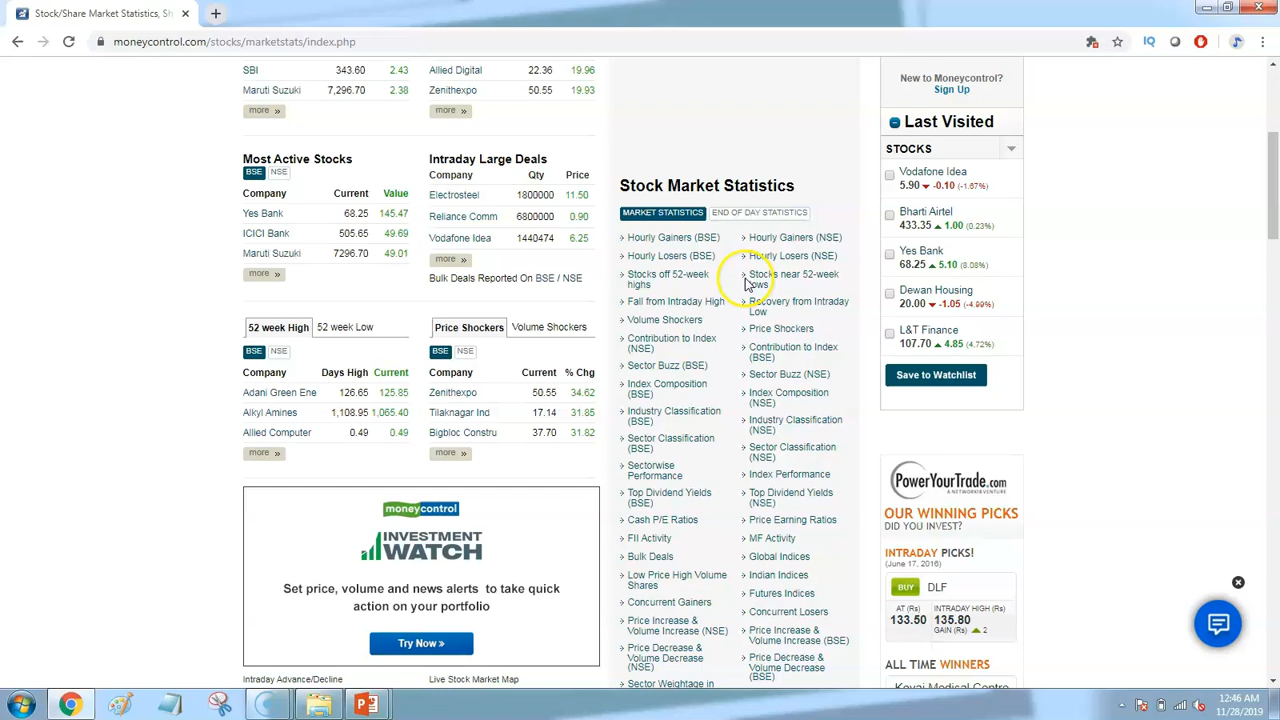 Stock/Share Market Statistics, Sh
moneycontrol.com/stocks/marketstats/index.php
SBI 343.60 2.43
Maruti Suzuki 7,296.70 2.38
more »
Allied Digital 22.36 19.96
Zenithexpo 50.55 19.93
more »
Most Active Stocks
BSE NSE
Company Current Value
Yes Bank 68.25 145.47
ICICI Bank 505.65 49.69
Maruti Suzuki 7296.70 49.01
more »
Intraday Large Deals
Company Qty Price
Electrosteel 1800000 11.50
Reliance Comm 6800000 0.90
Vodafone Idea 1440474 6.25
more »
Bulk Deals Reported On BSE / NSE
52 week High 52 week Low
BSE NSE
Company Days High Current
Adani Green Ene 126.65 125.85
Alkyl Amines 1,108.95 1,065.40
Allied Computer 0.49 0.49
more »
Price Shockers Volume Shockers
BSE NSE
Company Current % Chg
Zenithexpo 50.55 34.62
Tilaknagar Ind 17.14 31.85
Bigbloc Constru 37.70 31.82
more »
moneycontrol
INVESTMENT
WATCH
Set price, volume and news alerts to take quick
action on your portfolio
Try Now »
Intraday Advance/Decline
Live Stock Market Map
Stock Market Statistics
MARKET STATISTICS END OF DAY STATISTICS
Hourly Gainers (BSE)
Hourly Losers (BSE)
Stocks off 52-week
highs
Fall from Intraday High
Volume Shockers
Contribution to Index
(NSE)
Sector Buzz (BSE)
Index Composition
(BSE)
Industry Classification
(BSE)
Sector Classification
(BSE)
Sectorwise
Performance
Top Dividend Yields
(BSE)
Cash P/E Ratios
FII Activity
Bulk Deals
Low Price High Volume
Shares
Concurrent Gainers
Price Increase &
Volume Increase (NSE)
Price Decrease &
Volume Decrease
(NSE)
Sector Weightage in
Hourly Gainers (NSE)
Hourly Losers (NSE)
Stocks near 52-week
lows
Recovery from Intraday
Low
Price Shockers
Contribution to Index
(BSE)
Sector Buzz (NSE)
Index Composition
(NSE)
Industry Classification
(NSE)
Sector Classification
(NSE)
Index Performance
Top Dividend Yields
(NSE)
Price Earning Ratios
MF Activity
Global Indices
Indian Indices
Futures Indices
Concurrent Losers
Price Increase &
Volume Increase (BSE)
Price Decrease &
Volume Decrease
(BSE)
New to Moneycontrol?
Sign Up
Last Visited
STOCKS
Vodafone Idea
5.90 -0.10 (-1.67%)
Bharti Airtel
433.35 1.00 (0.23%)
Yes Bank
68.25 5.10 (8.08%)
Dewan Housing
20.00 -1.05 (-4.99%)
L&T Finance
107.70 4.85 (4.72%)
Save to Watchlist
PowerYourTrade.com
A NETWORK18 VENTURE
OUR WINNING PICKS
DID YOU INVEST?
INTRADAY PICKS!
(June 17, 2016)
BUY DLF
AT (Rs) INTRADAY HIGH (Rs)
133.50 135.80
GAIN (Rs) 2
ALL TIME WINNERS
Kovai Medical Centre
12:46 AM
11/28/2019